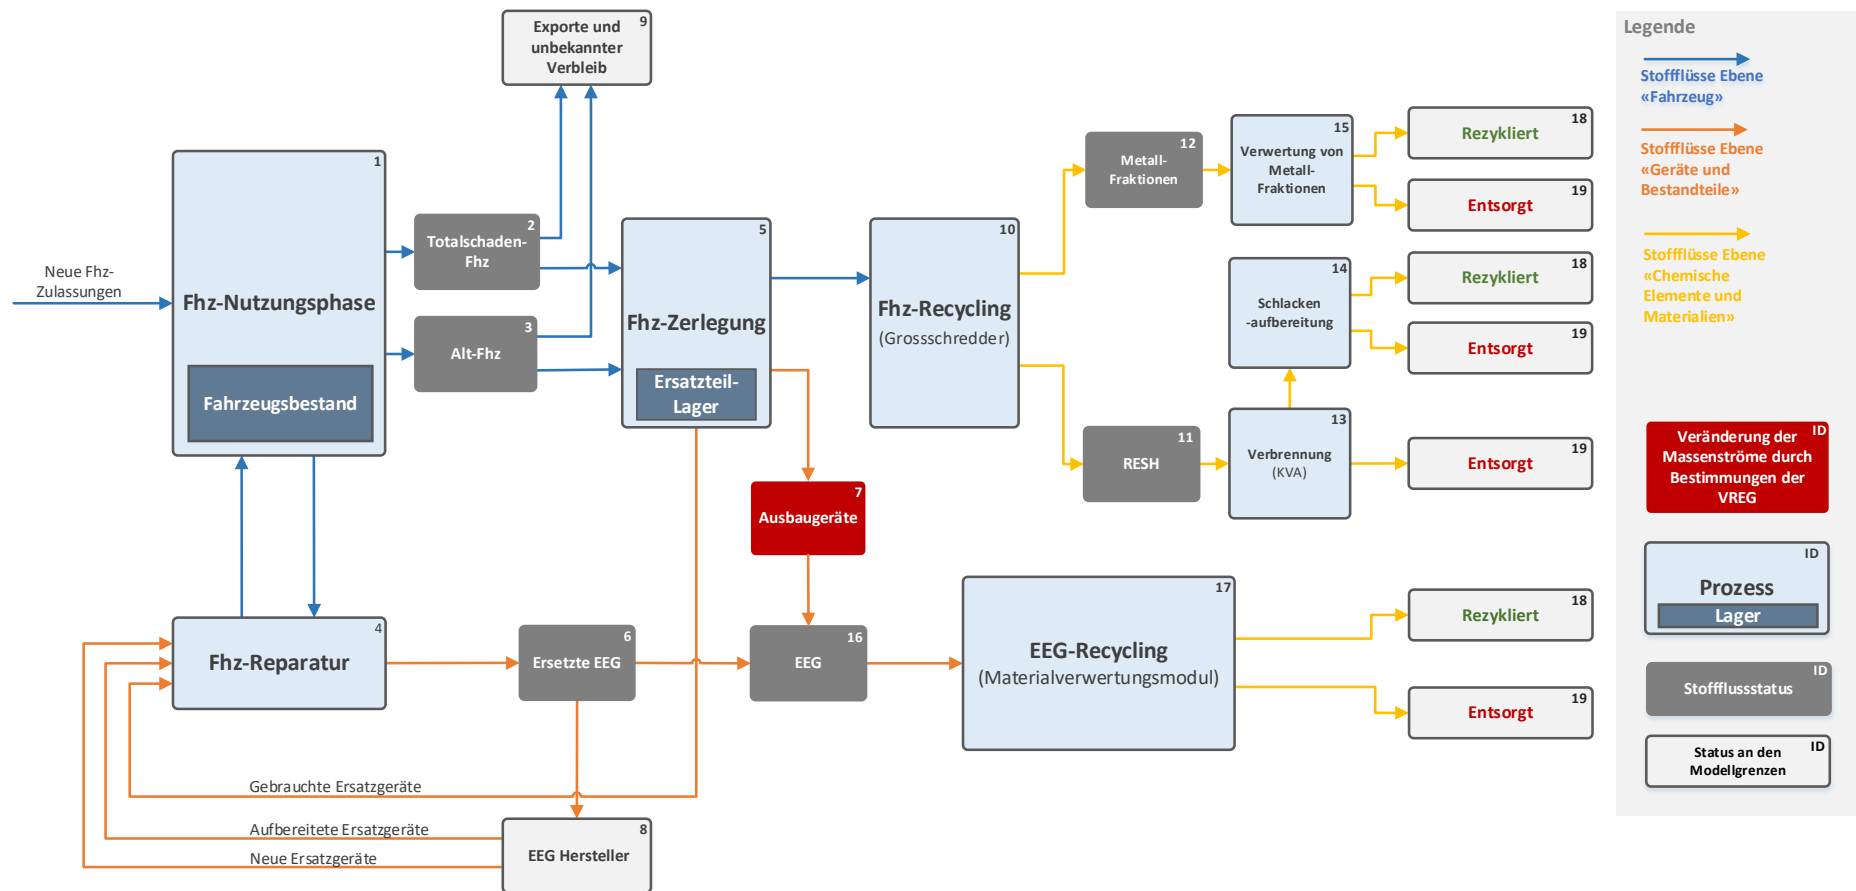 9
Exporte und
unbekannter
Verbleib
Legende
Stoffflüsse Ebene
«Fahrzeug»
Stoffflüsse Ebene
«Geräte und
Bestandteile»
Stoffflüsse Ebene
«Chemische
Elemente und
Materialien»
ID
Veränderung der
Massenströme durch
Bestimmungen der
VREG
ID
Prozess
Lager
ID
Stoffflussstatus
ID
Status an den
Modellgrenzen
Neue Fhz-
Zulassungen
1
Fhz-Nutzungsphase
Fahrzeugsbestand
2
Totalschaden-
Fhz
3
Alt-Fhz
5
Fhz-Zerlegung
Ersatzteil-
Lager
10
Fhz-Recycling
(Grossschredder)
12
Metall-
Fraktionen
15
Verwertung von
Metall-
Fraktionen
18
Rezykliert
19
Entsorgt
14
Schlacken
-aufbereitung
18
Rezykliert
19
Entsorgt
11
RESH
13
Verbrennung
(KVA)
19
Entsorgt
7
Ausbaugeräte
4
Fhz-Reparatur
6
Ersetzte EEG
16
EEG
17
EEG-Recycling
(Materialverwertungsmodul)
18
Rezykliert
19
Entsorgt
Gebrauchte Ersatzgeräte
Aufbereitete Ersatzgeräte
Neue Ersatzgeräte
8
EEG Hersteller